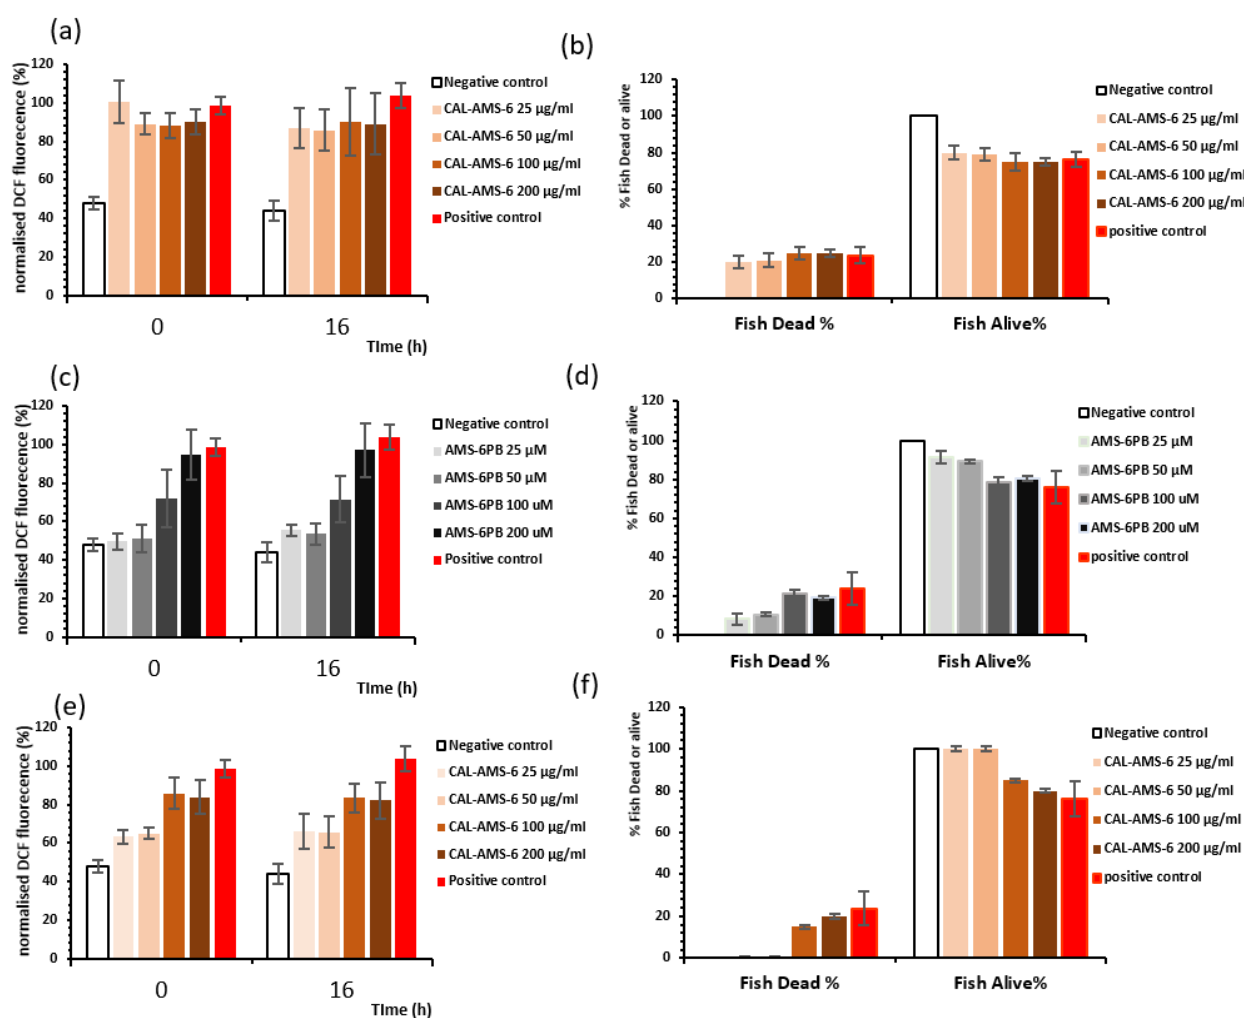 (a)
normalised DCF fluorecence (%)
120
100
80
60
40
20
0
0
16
TIme (h)
Negative control
CAL-AMS-6 25 µg/ml
CAL-AMS-6 50 µg/ml
CAL-AMS-6 100 µg/ml
CAL-AMS-6 200 µg/ml
Positive control
(b)
% Fish Dead or alive
120
100
80
60
40
20
0
Fish Dead %
Fish Alive%
Negative control
CAL-AMS-6 25 µg/ml
CAL-AMS-6 50 µg/ml
CAL-AMS-6 100 µg/ml
CAL-AMS-6 200 µg/ml
positive control
(c)
normalised DCF fluorecence (%)
120
100
80
60
40
20
0
0
16
TIme (h)
Negative control
AMS-6PB 25 µM
AMS-6PB 50 µM
AMS-6PB 100 uM
AMS-6PB 200 uM
Positive control
(d)
% Fish Dead or alive
120
100
80
60
40
20
0
Fish Dead %
Fish Alive%
Negative control
AMS-6PB 25 µM
AMS-6PB 50 µM
AMS-6PB 100 uM
AMS-6PB 200 uM
positive control
(e)
normalised DCF fluorecence (%)
120
100
80
60
40
20
0
0
16
TIme (h)
Negative control
CAL-AMS-6 25 µg/ml
CAL-AMS-6 50 µg/ml
CAL-AMS-6 100 µg/ml
CAL-AMS-6 200 µg/ml
Positive control
(f)
% Fish Dead or alive
120
100
80
60
40
20
0
Fish Dead %
Fish Alive%
Negative control
CAL-AMS-6 25 µg/ml
CAL-AMS-6 50 µg/ml
CAL-AMS-6 100 µg/ml
CAL-AMS-6 200 µg/ml
positive control